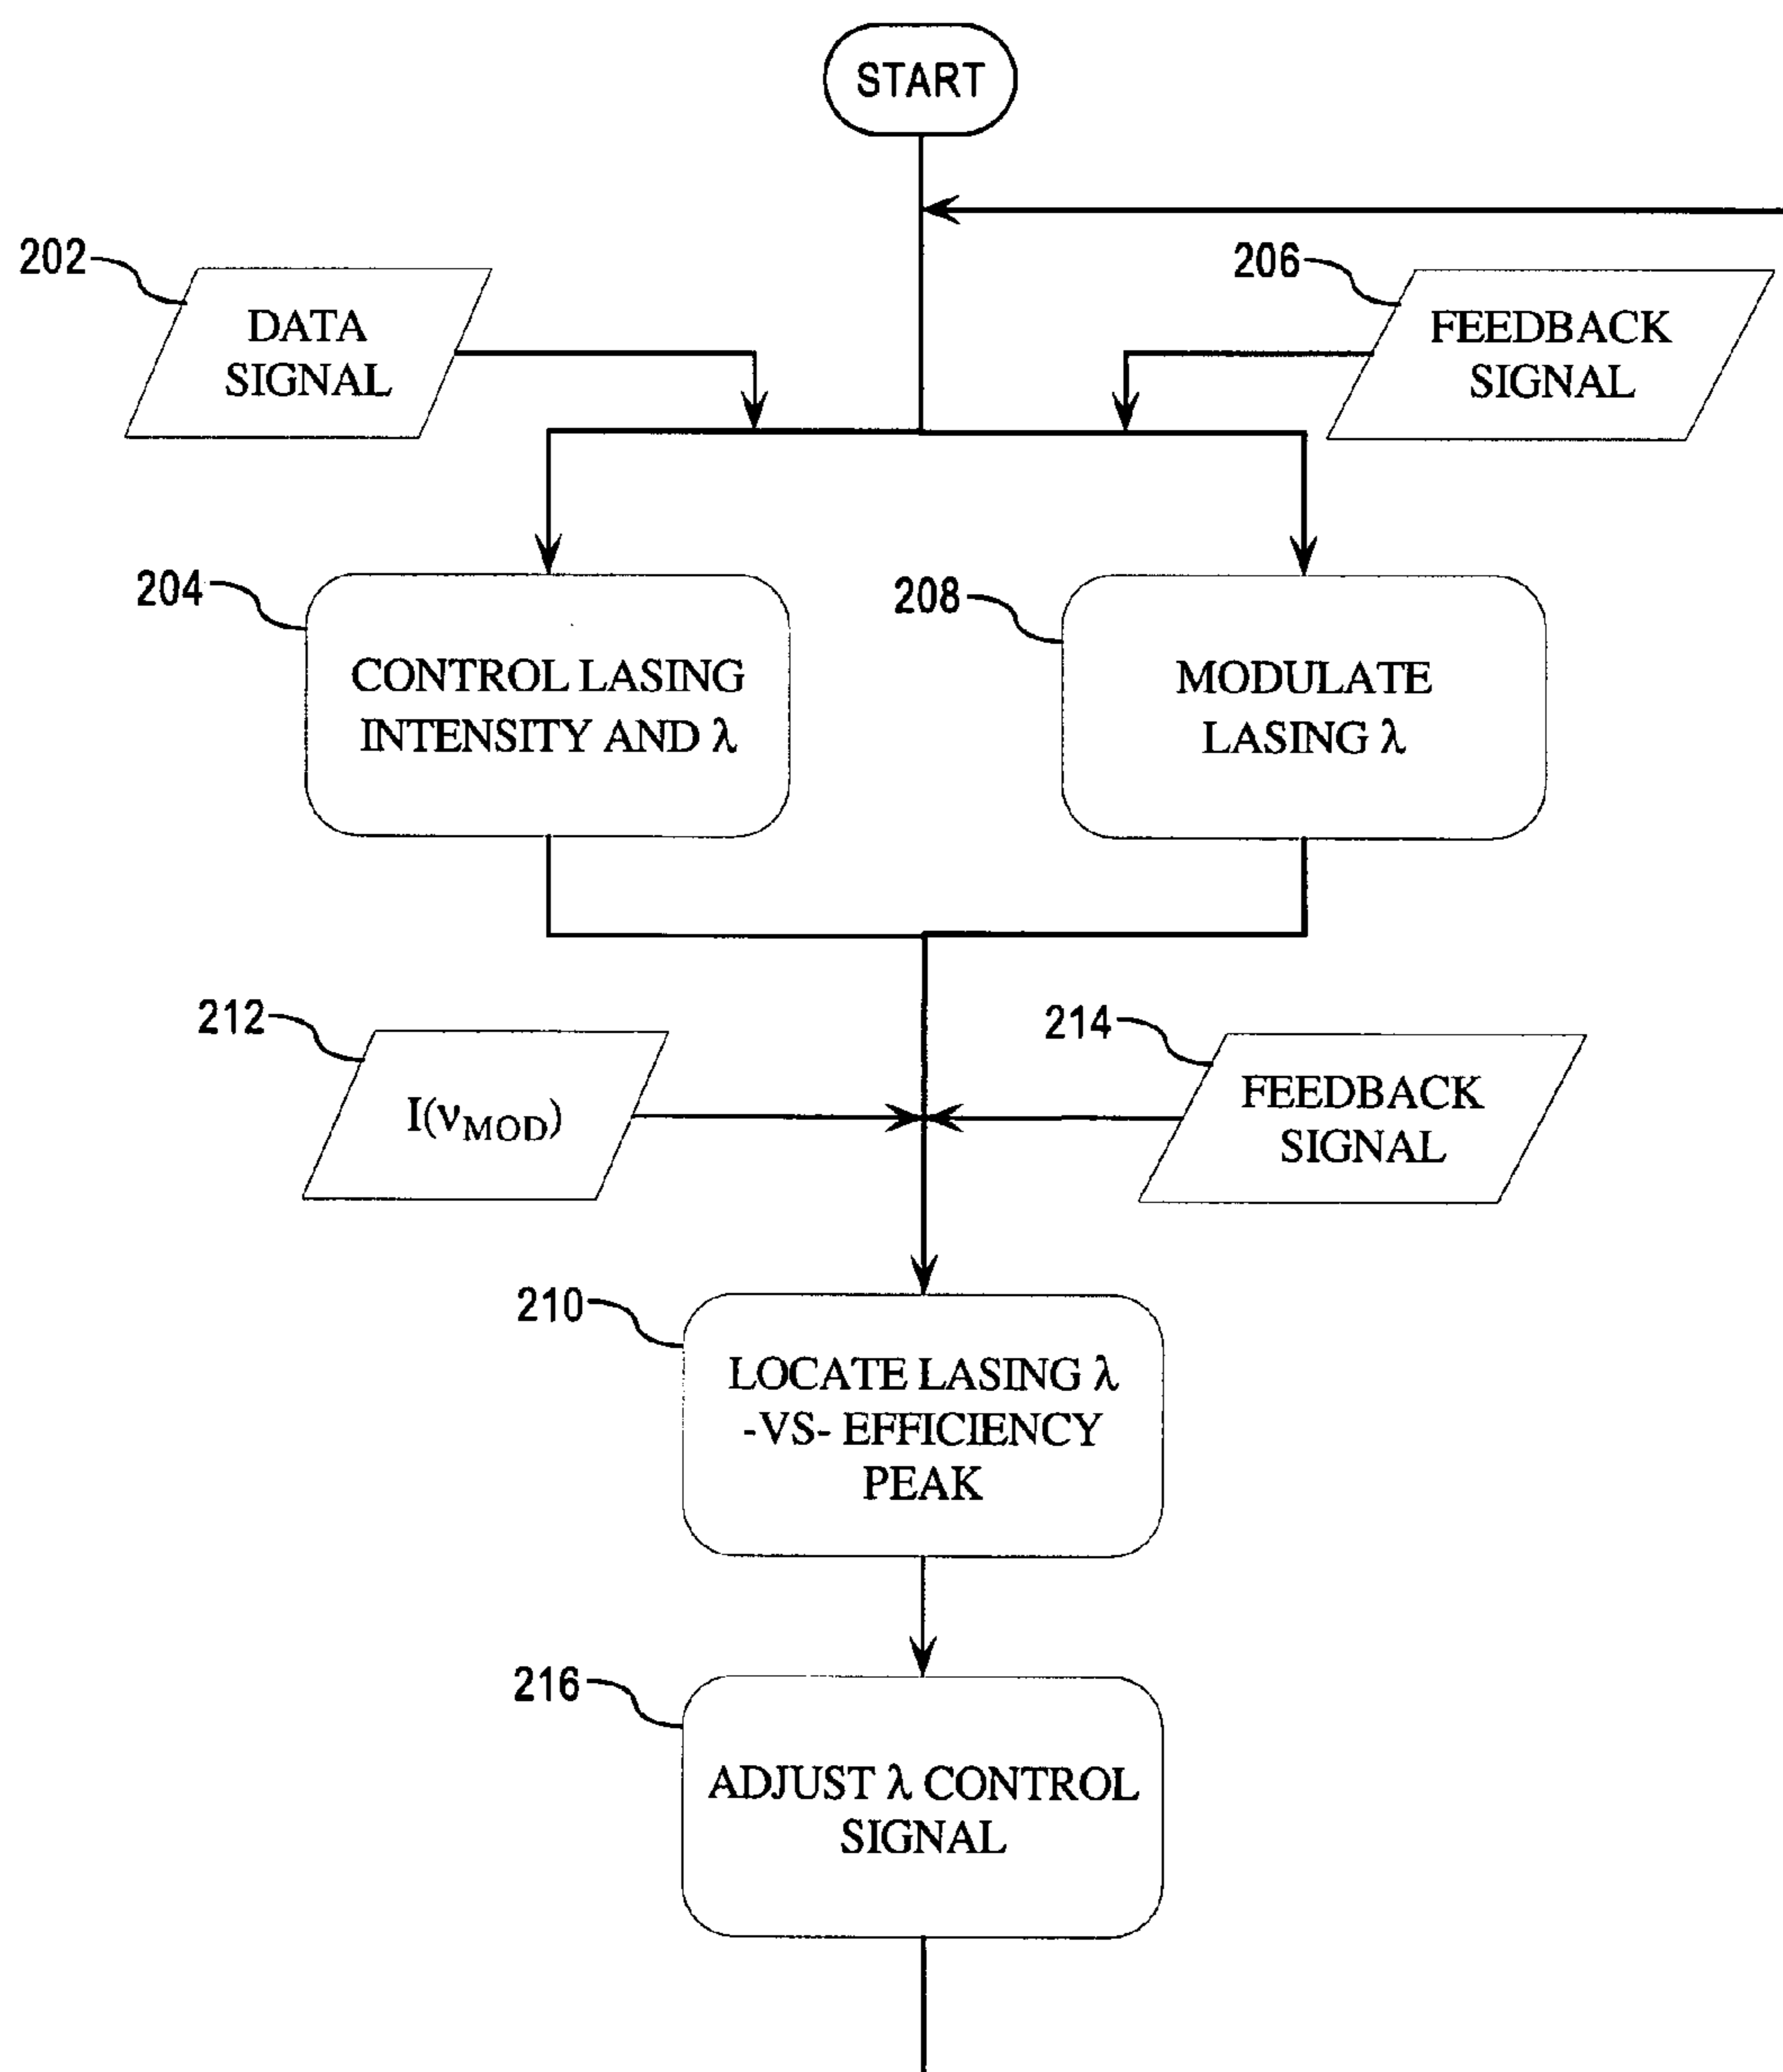 START
202
DATA
SIGNAL
206
FEEDBACK
SIGNAL
204
CONTROL LASING
INTENSITY AND λ
208
MODULATE
LASING λ
212
I(νMOD)
214
FEEDBACK
SIGNAL
210
LOCATE LASING λ
-VS- EFFICIENCY
PEAK
216
ADJUST λ CONTROL
SIGNAL